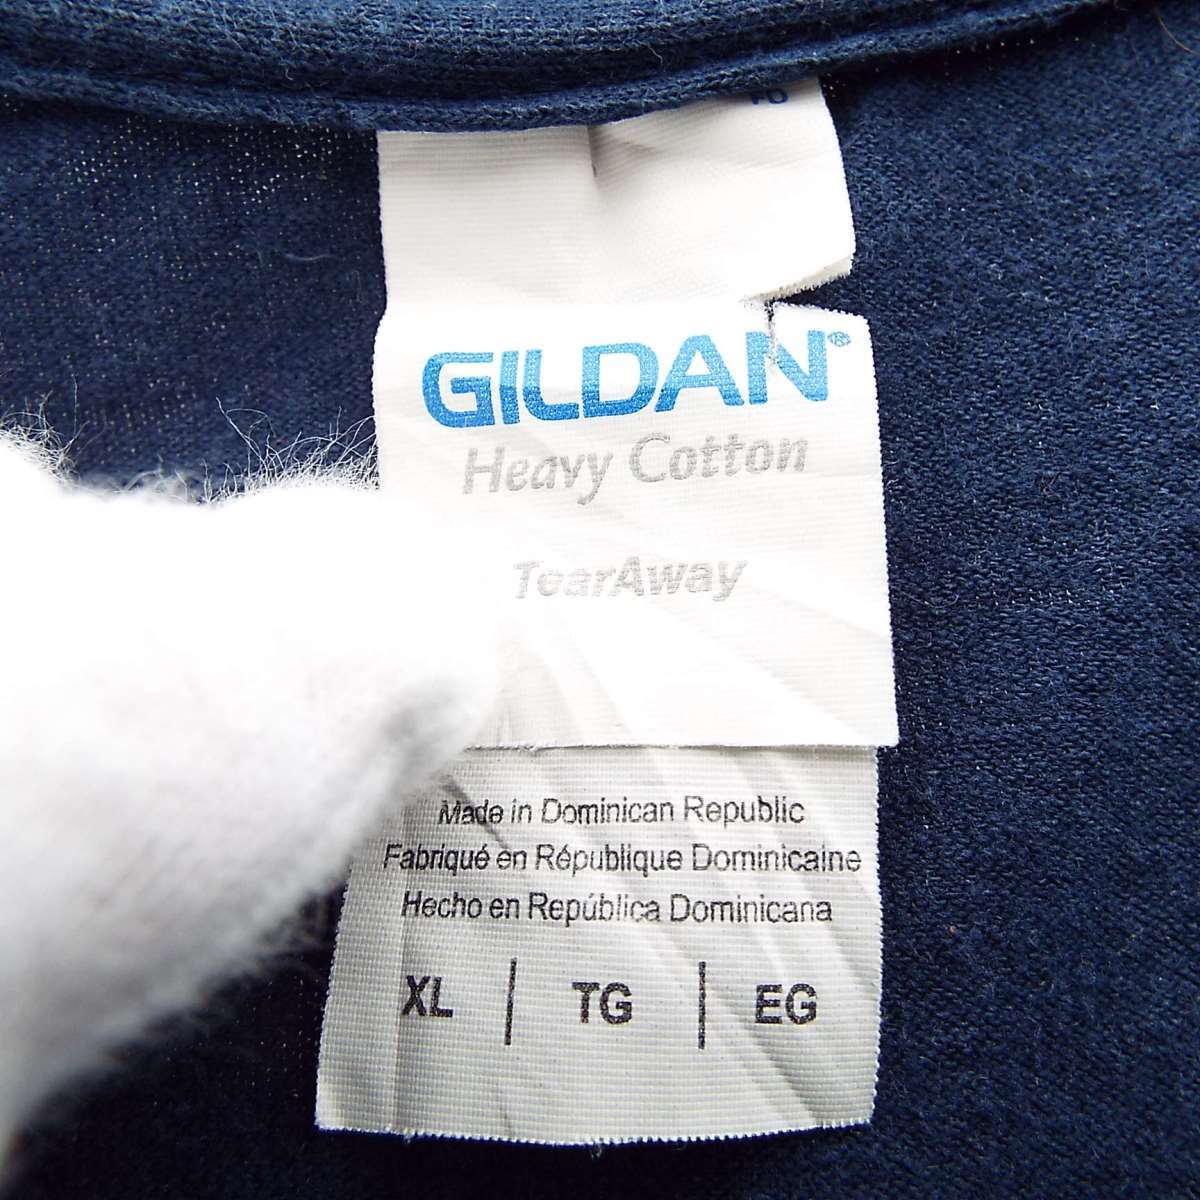 GILDAN®
Heavy Cotton
TearAway
Made in Dominican Republic
Fabriqué en République Dominicaine
Hecho en República Dominicana
XL | TG | EG